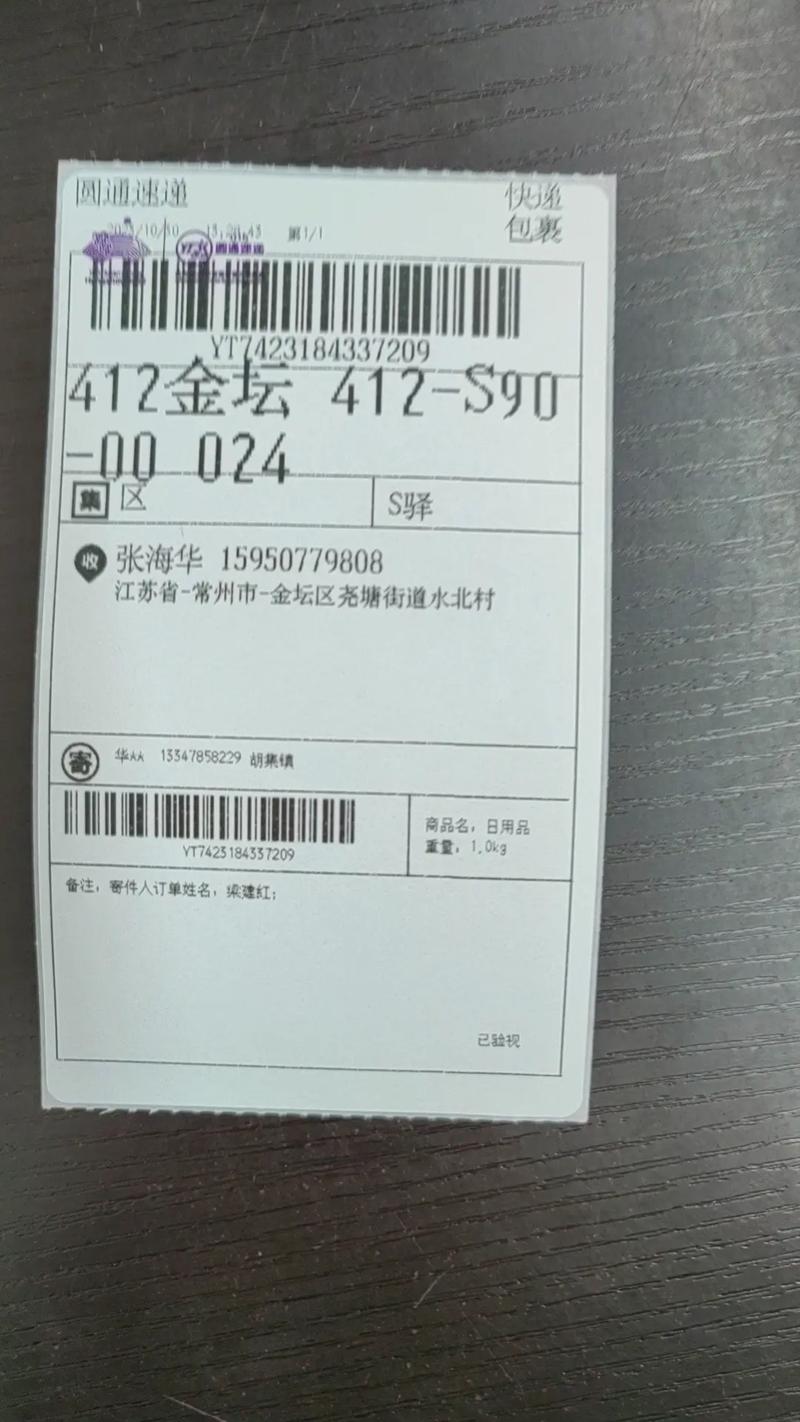 圆通速递
快递
包裹
第1/1
圆通速递
YT7423184337209
412金坛 412-S90
-00 024
集 区
S驿
收 张海华 15950779808
江苏省-常州市-金坛区尧塘街道水北村
寄 华** 13347858229 胡集镇
YT7423184337209
商品名：日用品
重量：1.0kg
备注：寄件人订单姓名：梁建红;
已验视